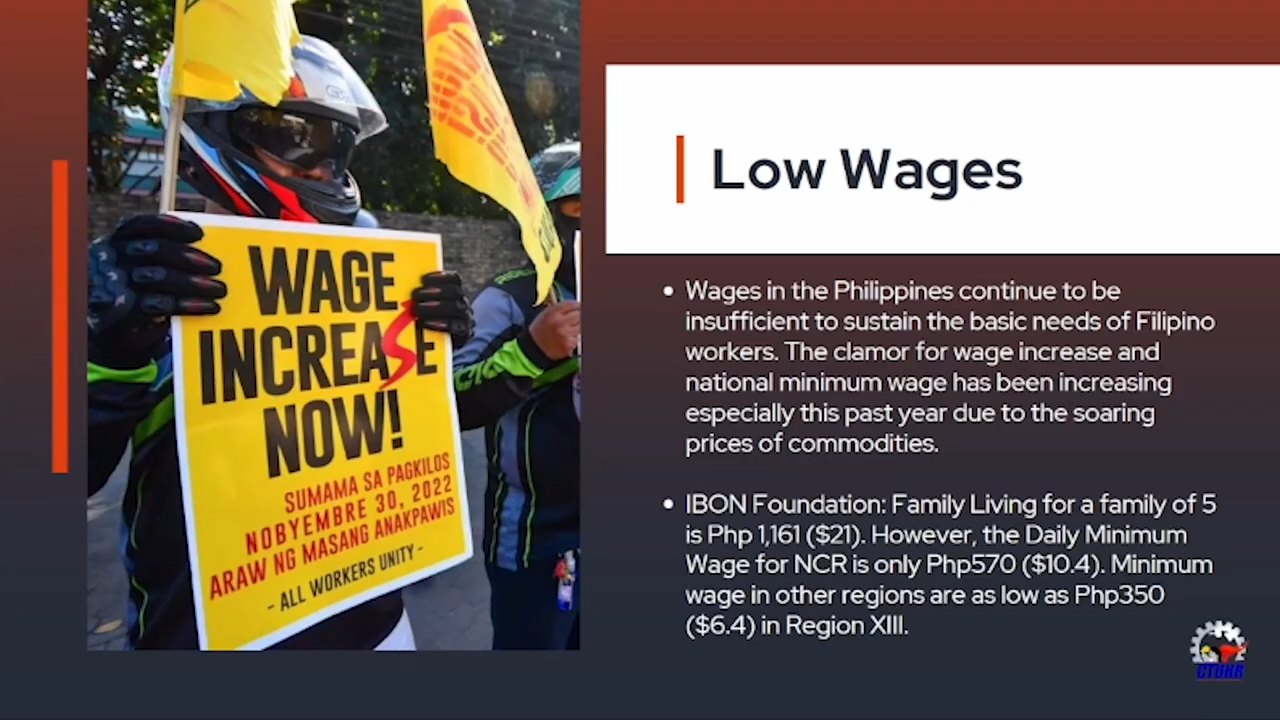 WAGE
INCREASE
NOW!
SUMAMA SA PAGKILOS
NOBYEMBRE 30, 2022
ARAW NG MASANG ANAKPAWIS
- ALL WORKERS UNITY -
Low Wages
• Wages in the Philippines continue to be
insufficient to sustain the basic needs of Filipino
workers. The clamor for wage increase and
national minimum wage has been increasing
especially this past year due to the soaring
prices of commodities.
• IBON Foundation: Family Living for a family of 5
is Php 1,161 ($21). However, the Daily Minimum
Wage for NCR is only Php570 ($10.4). Minimum
wage in other regions are as low as Php350
($6.4) in Region XIII.
CTUHR